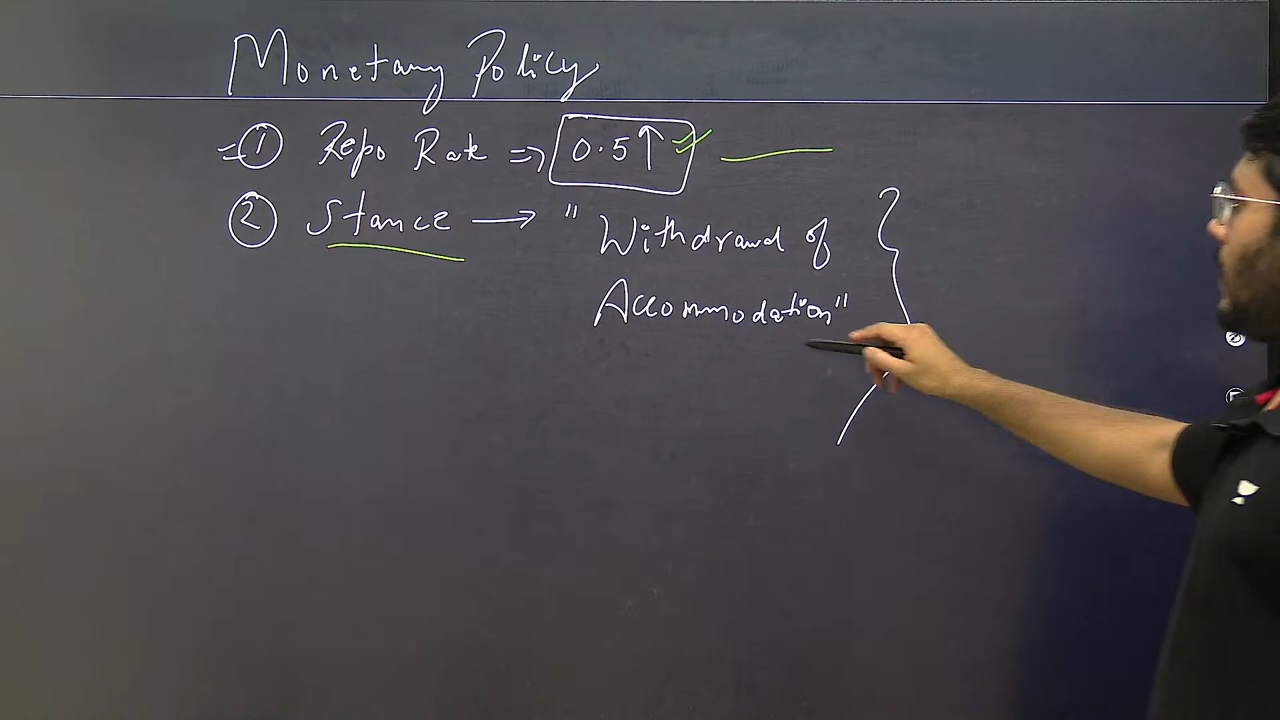 Monetary Policy
① Repo Rate => 0.5↑
② Stance → "Withdrawal of
Accommodation"